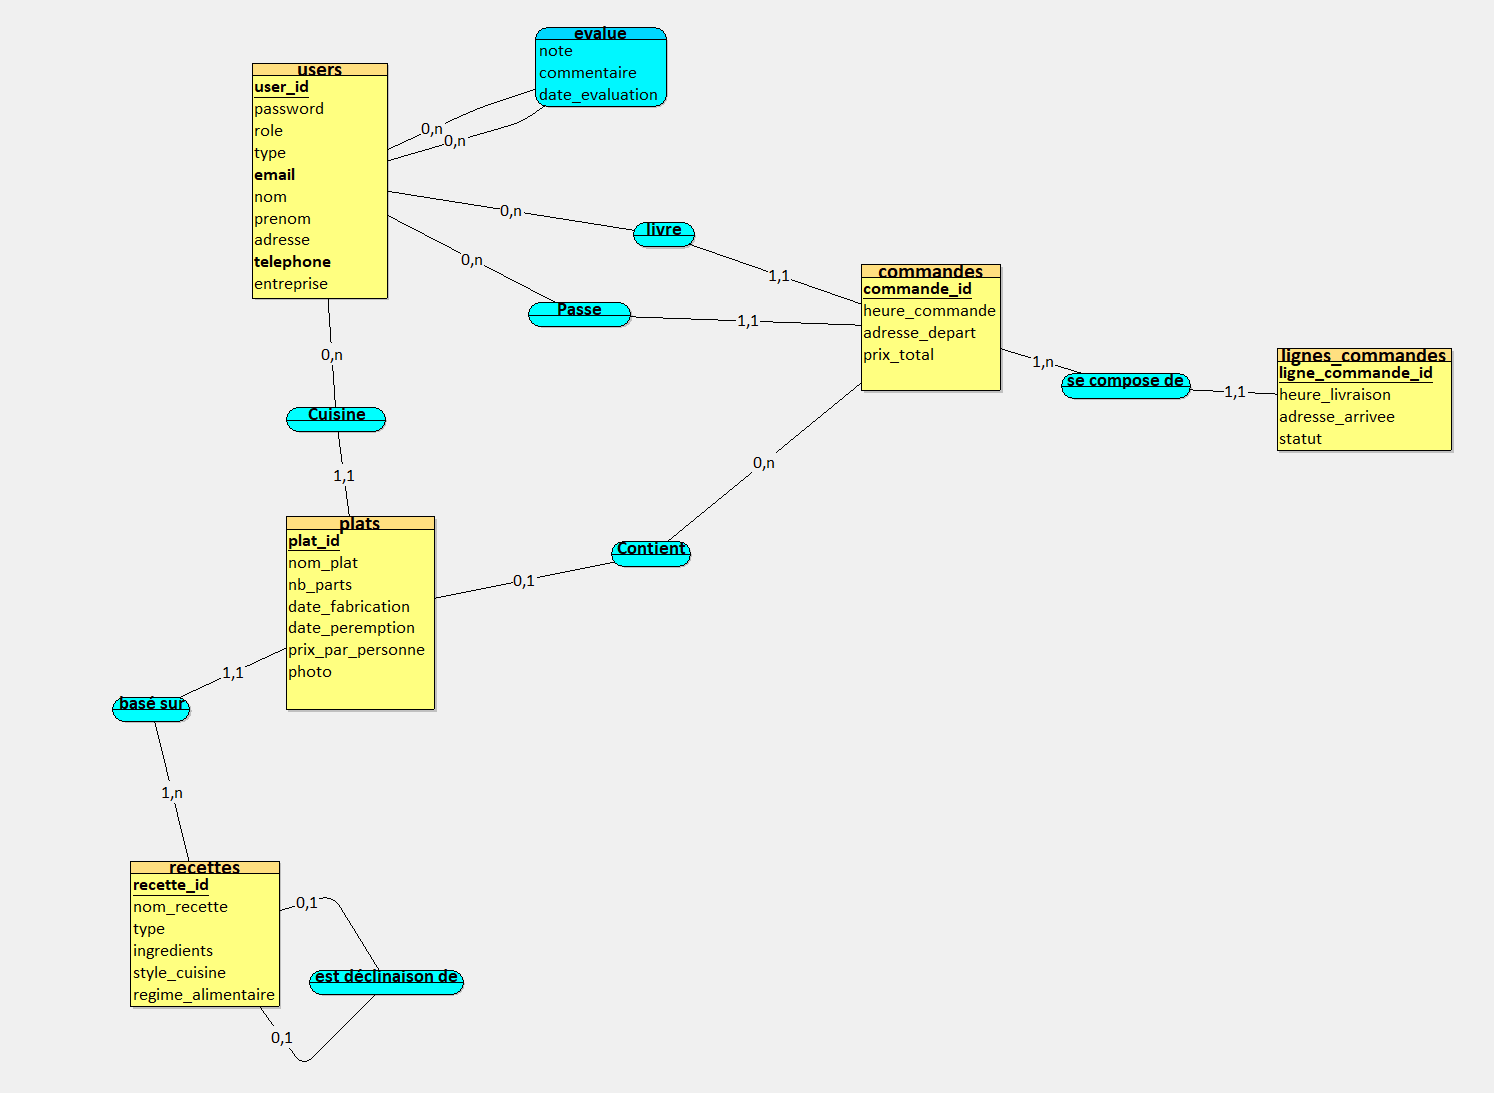 evalue
note
commentaire
date_evaluation
users
user_id
password
role
type
email
nom
prenom
adresse
telephone
entreprise
0,n
0,n
0,n
livre
1,1
0,n
Passe
1,1
commandes
commande_id
heure_commande
adresse_depart
prix_total
1,n
se compose de
1,1
lignes_commandes
ligne_commande_id
heure_livraison
adresse_arrivee
statut
0,n
Cuisine
1,1
0,n
Contient
0,1
plats
plat_id
nom_plat
nb_parts
date_fabrication
date_peremption
prix_par_personne
photo
1,1
basé sur
1,n
recettes
recette_id
nom_recette
type
ingredients
style_cuisine
regime_alimentaire
0,1
est déclinaison de
0,1